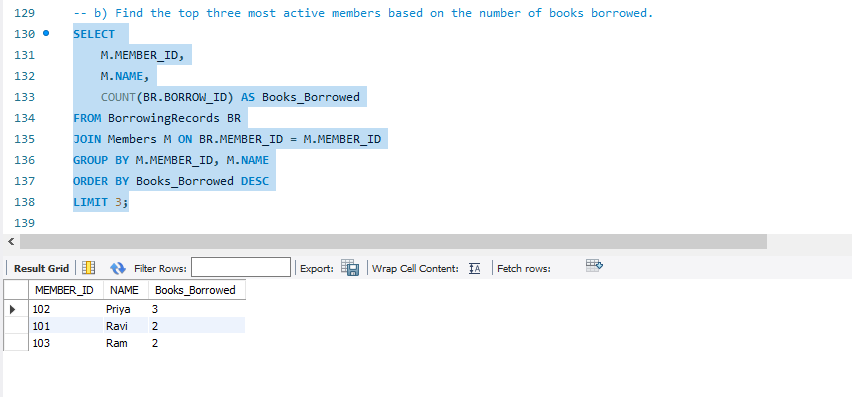 129 -- b) Find the top three most active members based on the number of books borrowed.
130 SELECT
131 M.MEMBER_ID,
132 M.NAME,
133 COUNT(BR.BORROW_ID) AS Books_Borrowed
134 FROM BorrowingRecords BR
135 JOIN Members M ON BR.MEMBER_ID = M.MEMBER_ID
136 GROUP BY M.MEMBER_ID, M.NAME
137 ORDER BY Books_Borrowed DESC
138 LIMIT 3;
139
Result Grid Filter Rows: Export: Wrap Cell Content: Fetch rows:
MEMBER_ID NAME Books_Borrowed
102 Priya 3
101 Ravi 2
103 Ram 2